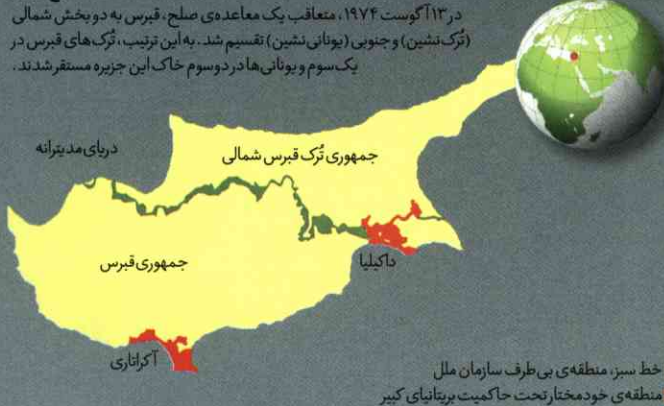 در ۱۳ آگوست ۱۹۷۴، متعاقب یک معاعده‌ی صلح، قبرس به دو بخش شمالی
(تُرک‌نشین) و جنوبی (یونانی‌نشین) تقسیم شد. به این ترتیب، تُرک‌های قبرس در
یک‌سوم و یونانی‌ها در دوسوم خاک این جزیره مستقر شدند.
دریای مدیترانه
جمهوری تُرک قبرس شمالی
جمهوری قبرس
داکیلیا
آکراتاری
خط سبز، منطقه‌ی بی‌طرف سازمان ملل
منطقه‌ی خودمختار تحت حاکمیت بریتانیای کبیر